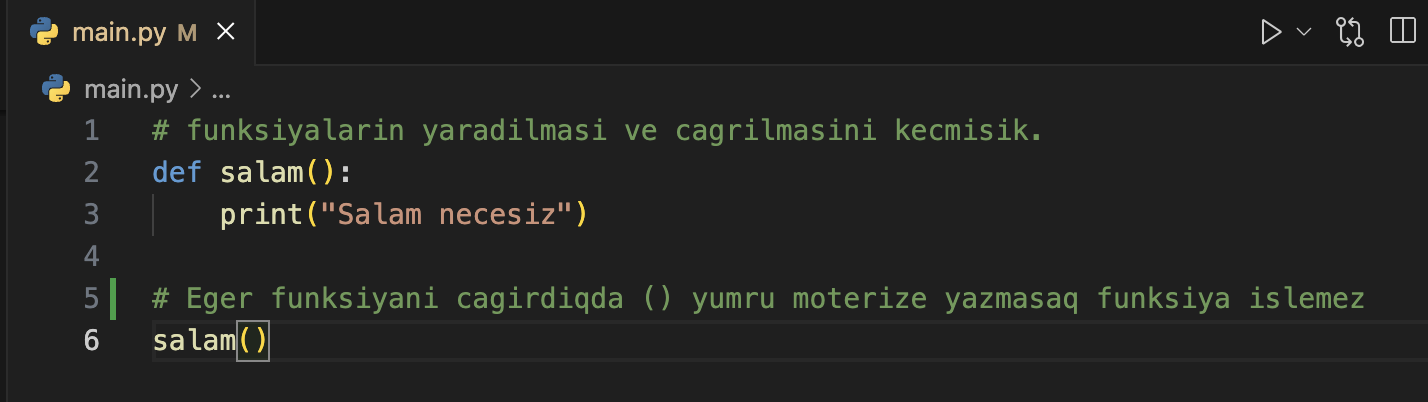 main.py M
main.py > ...
1 # funksiyalarin yaradilmasi ve cagrilmasini kecmisik.
2 def salam():
3     print("Salam necesiz")
4
5 # Eger funksiyani cagirdiqda () yumru moterize yazmasaq funksiya islemez
6 salam()